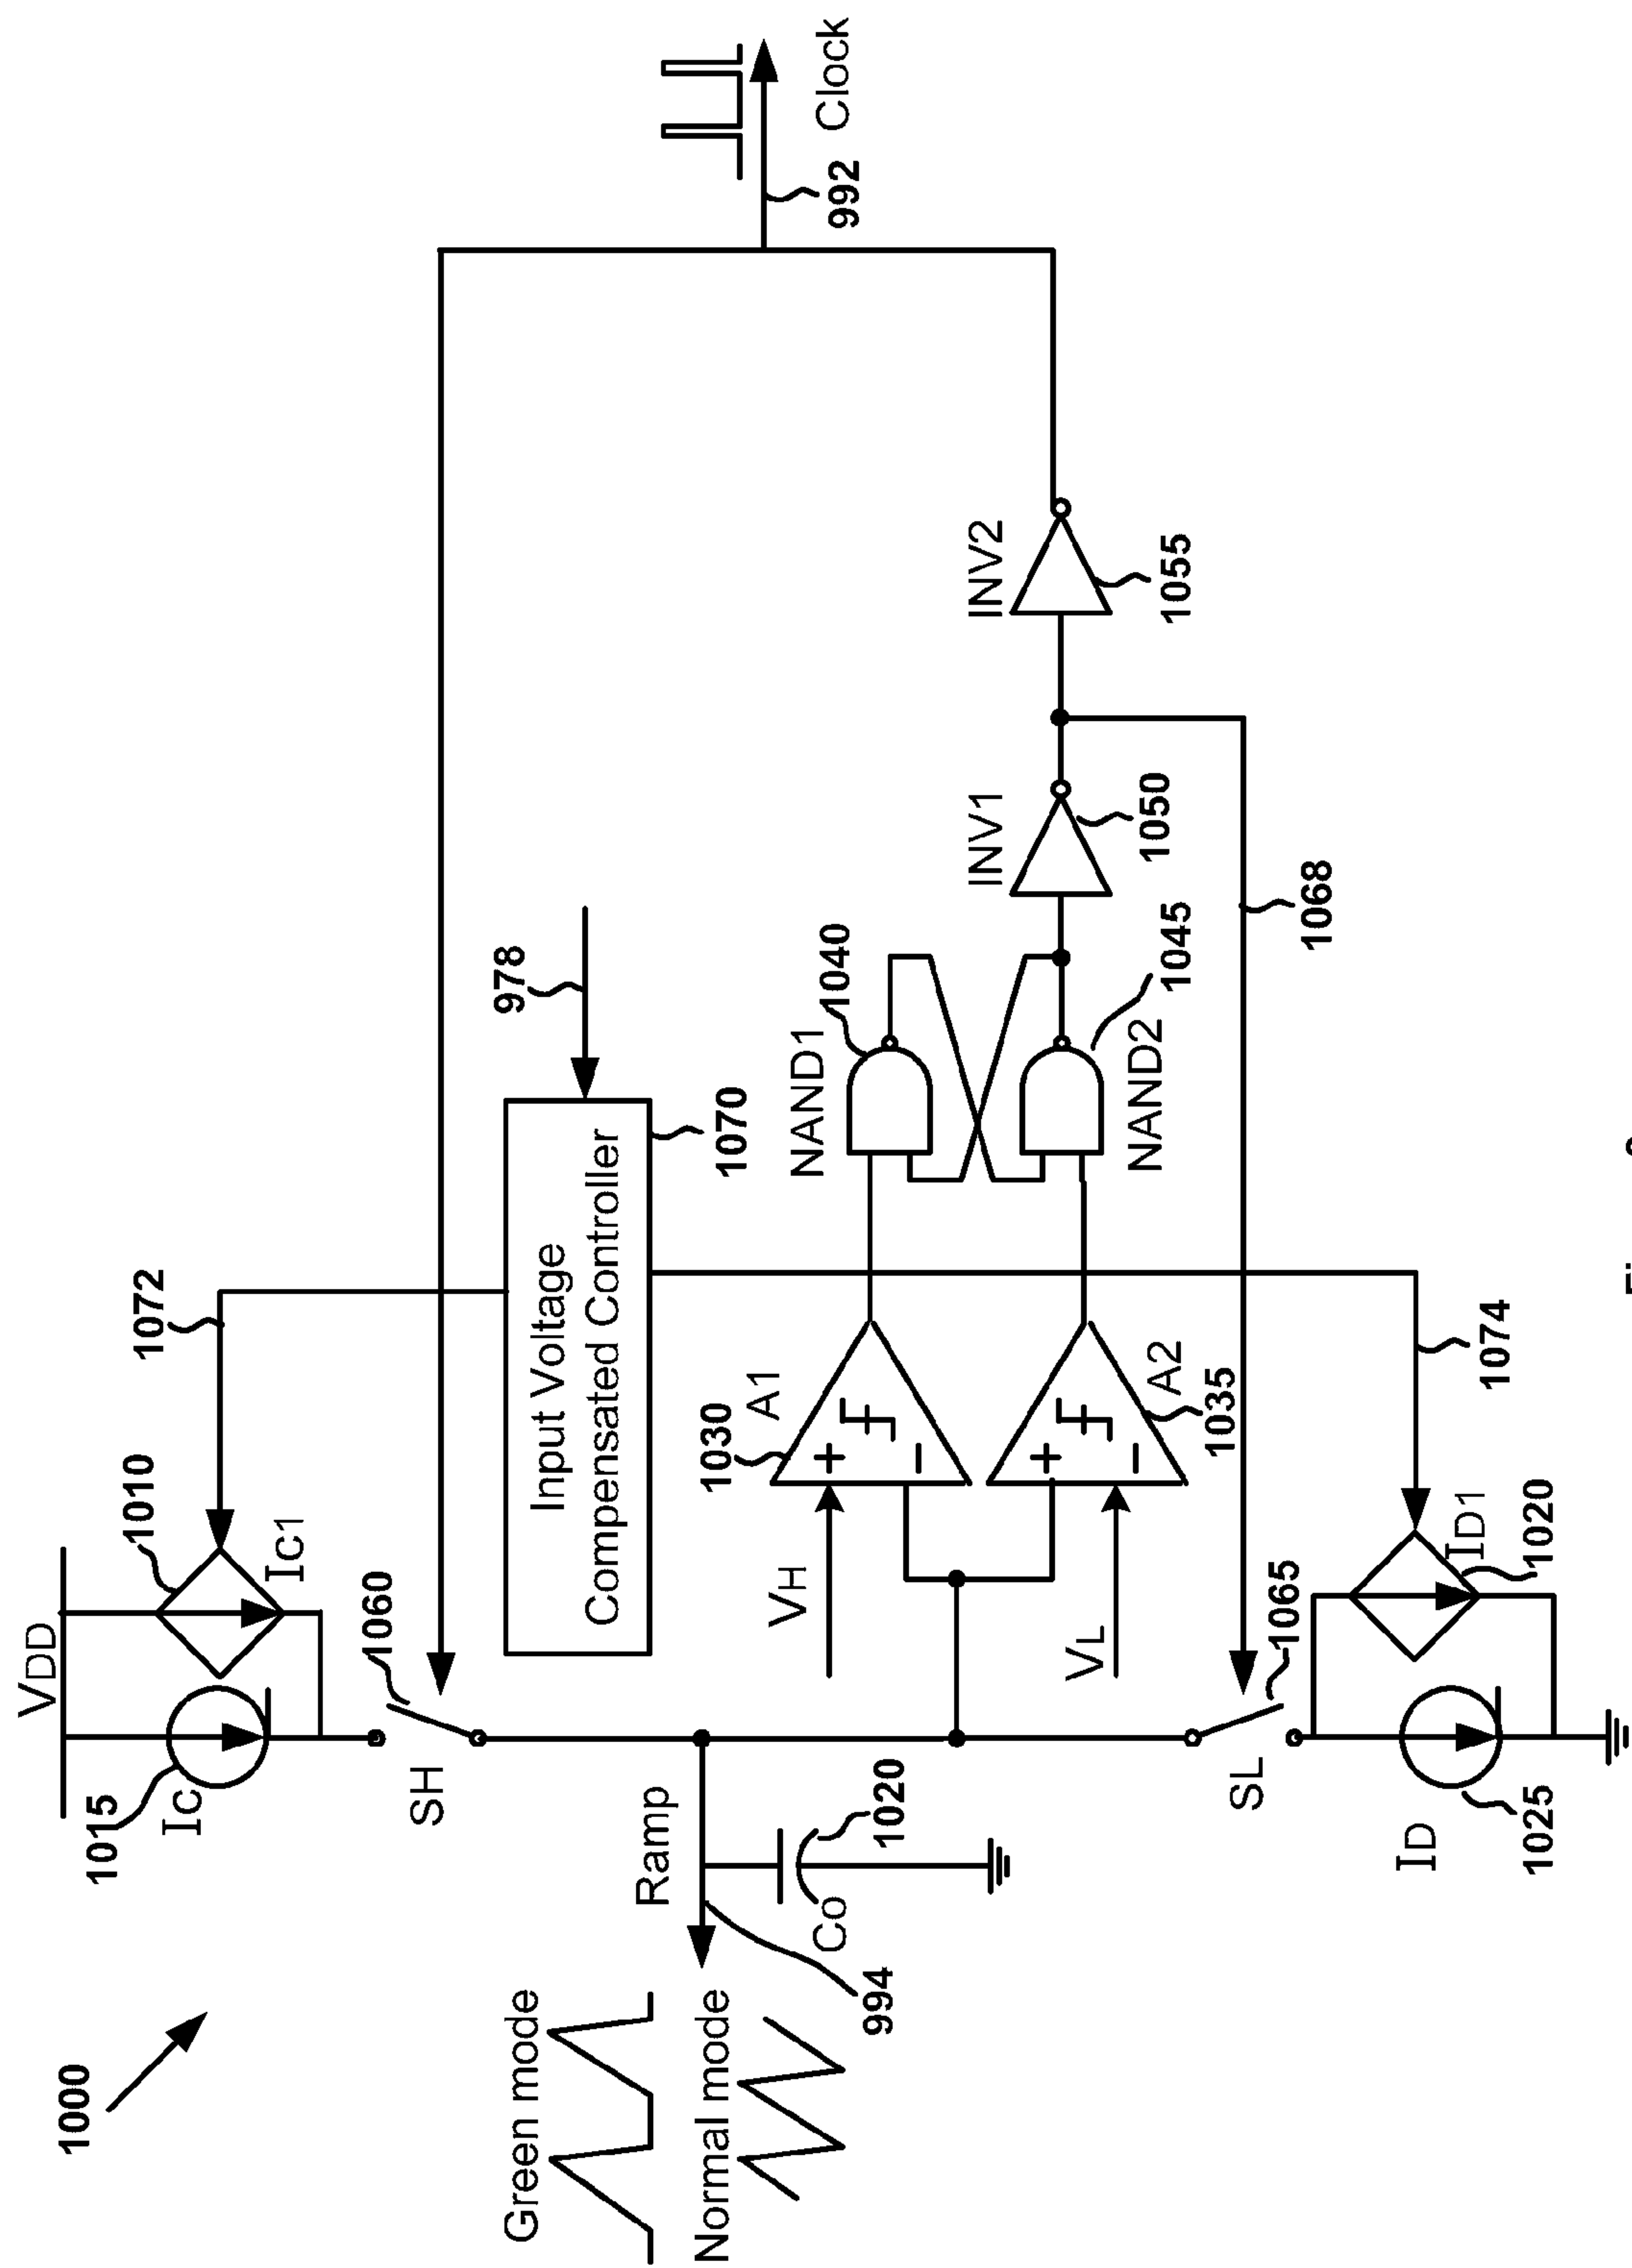 1000
Green mode
Normal mode
994
Ramp
Co
1020
VDD
1015
Ic
1010
Ic1
1072
SH
1060
Input Voltage
Compensated Controller
1070
978
VH
VL
1030
A1
A2
1035
NAND1
1040
NAND2
1045
INV1
1050
INV2
1055
1068
992
Clock
SL
1065
ID
1025
ID1
1020
1074